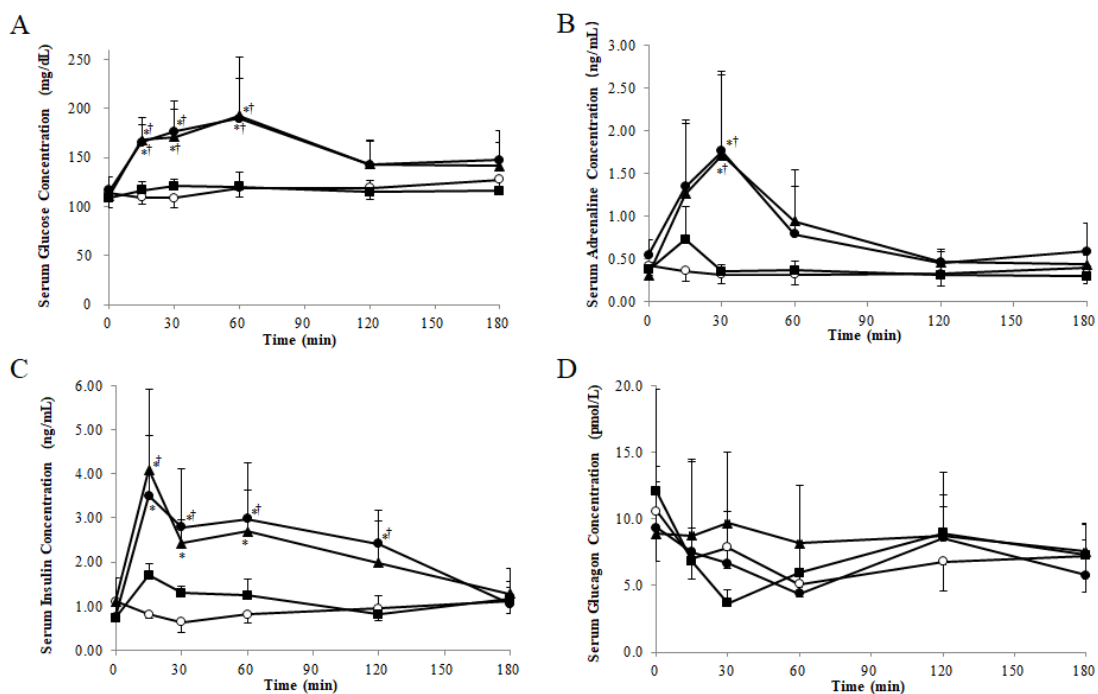 A
Serum Glucose Concentration (mg/dL)
250
200
150
100
50
0
0 30 60 90 120 150 180
Time (min)
*† *† *† *†
*† *†
B
Serum Adrenaline Concentration (ng/mL)
3.00
2.50
2.00
1.50
1.00
0.50
0.00
0 30 60 90 120 150 180
Time (min)
*†
*†
C
Serum Insulin Concentration (ng/mL)
6.00
5.00
4.00
3.00
2.00
1.00
0.00
0 30 60 90 120 150 180
Time (min)
*† *† *† *†
* * *
D
Serum Glucagon Concentration (pmol/L)
20.0
15.0
10.0
5.0
0.0
0 30 60 90 120 150 180
Time (min)